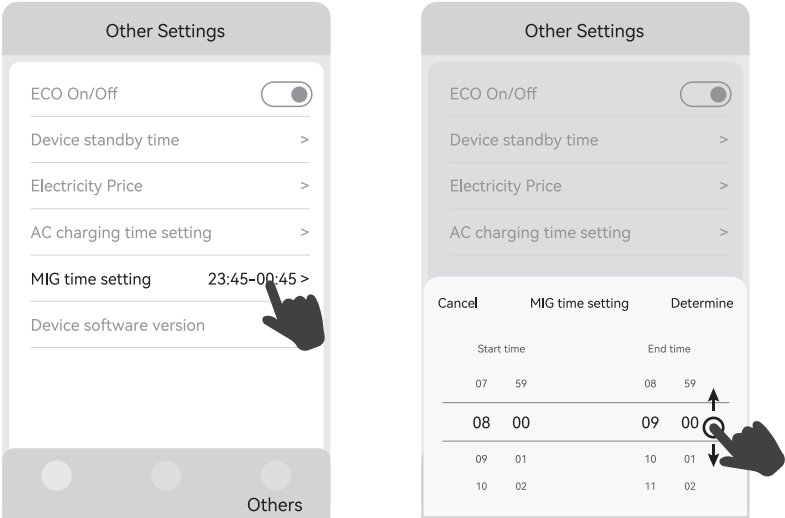 Other Settings
ECO On/Off
Device standby time >
Electricity Price >
AC charging time setting >
MIG time setting 23:45-00:45 >
Device software version
Others
Other Settings
ECO On/Off
Device standby time >
Electricity Price >
AC charging time setting >
Cancel MIG time setting Determine
Start time End time
07 59 08 59
08 00 09 00
09 01 10 01
10 02 11 02